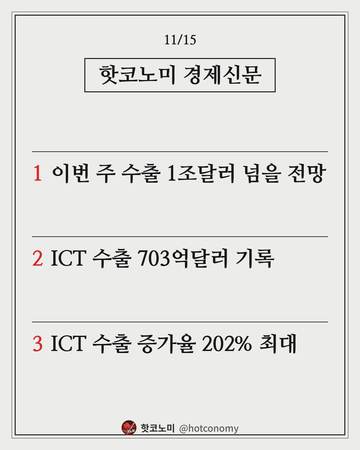 11/15
핫코노미 경제신문
1 이번 주 수출 1조달러 넘을 전망
2 ICT 수출 703억달러 기록
3 ICT 수출 증가율 202% 최대
핫코노미 @hotconomy